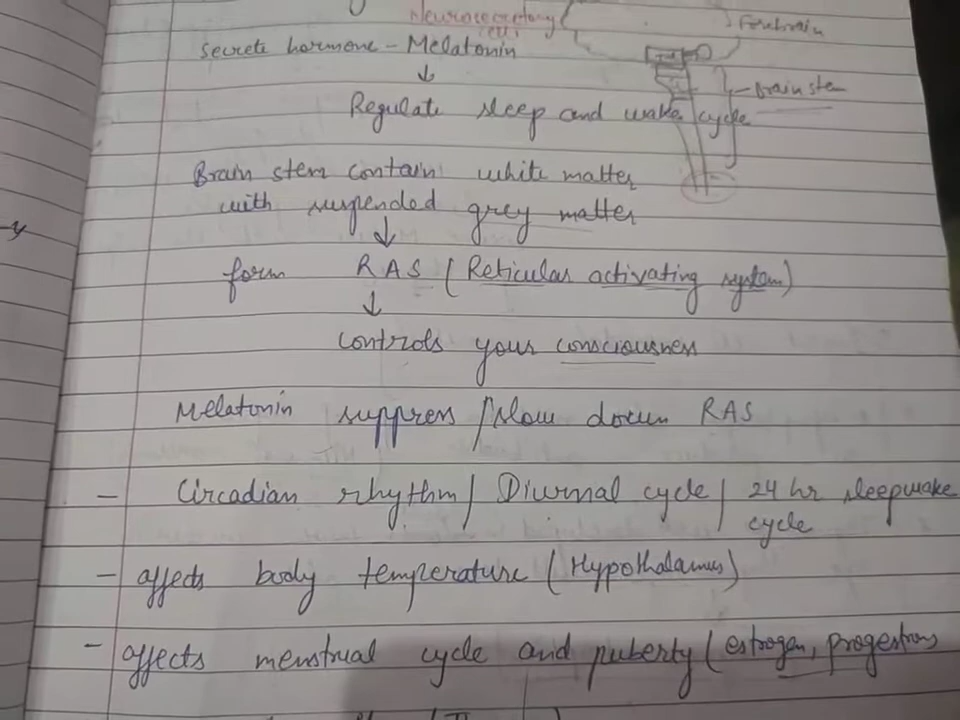 Neurosecretory
Forebrain
secrete hormone - Melatonin
↓
Brain stem
Regulate sleep and wake cycle
Brain stem contain white matter
with suspended grey matter
↓
form RAS (Reticular activating system)
↓
controls your consciousness
Melatonin suppress / slow down RAS
- Circadian rhythm / Diurnal cycle / 24 hr sleepwake
cycle
- affects body temperature (Hypothalamus)
- affects menstrual cycle and puberty (estrogen,